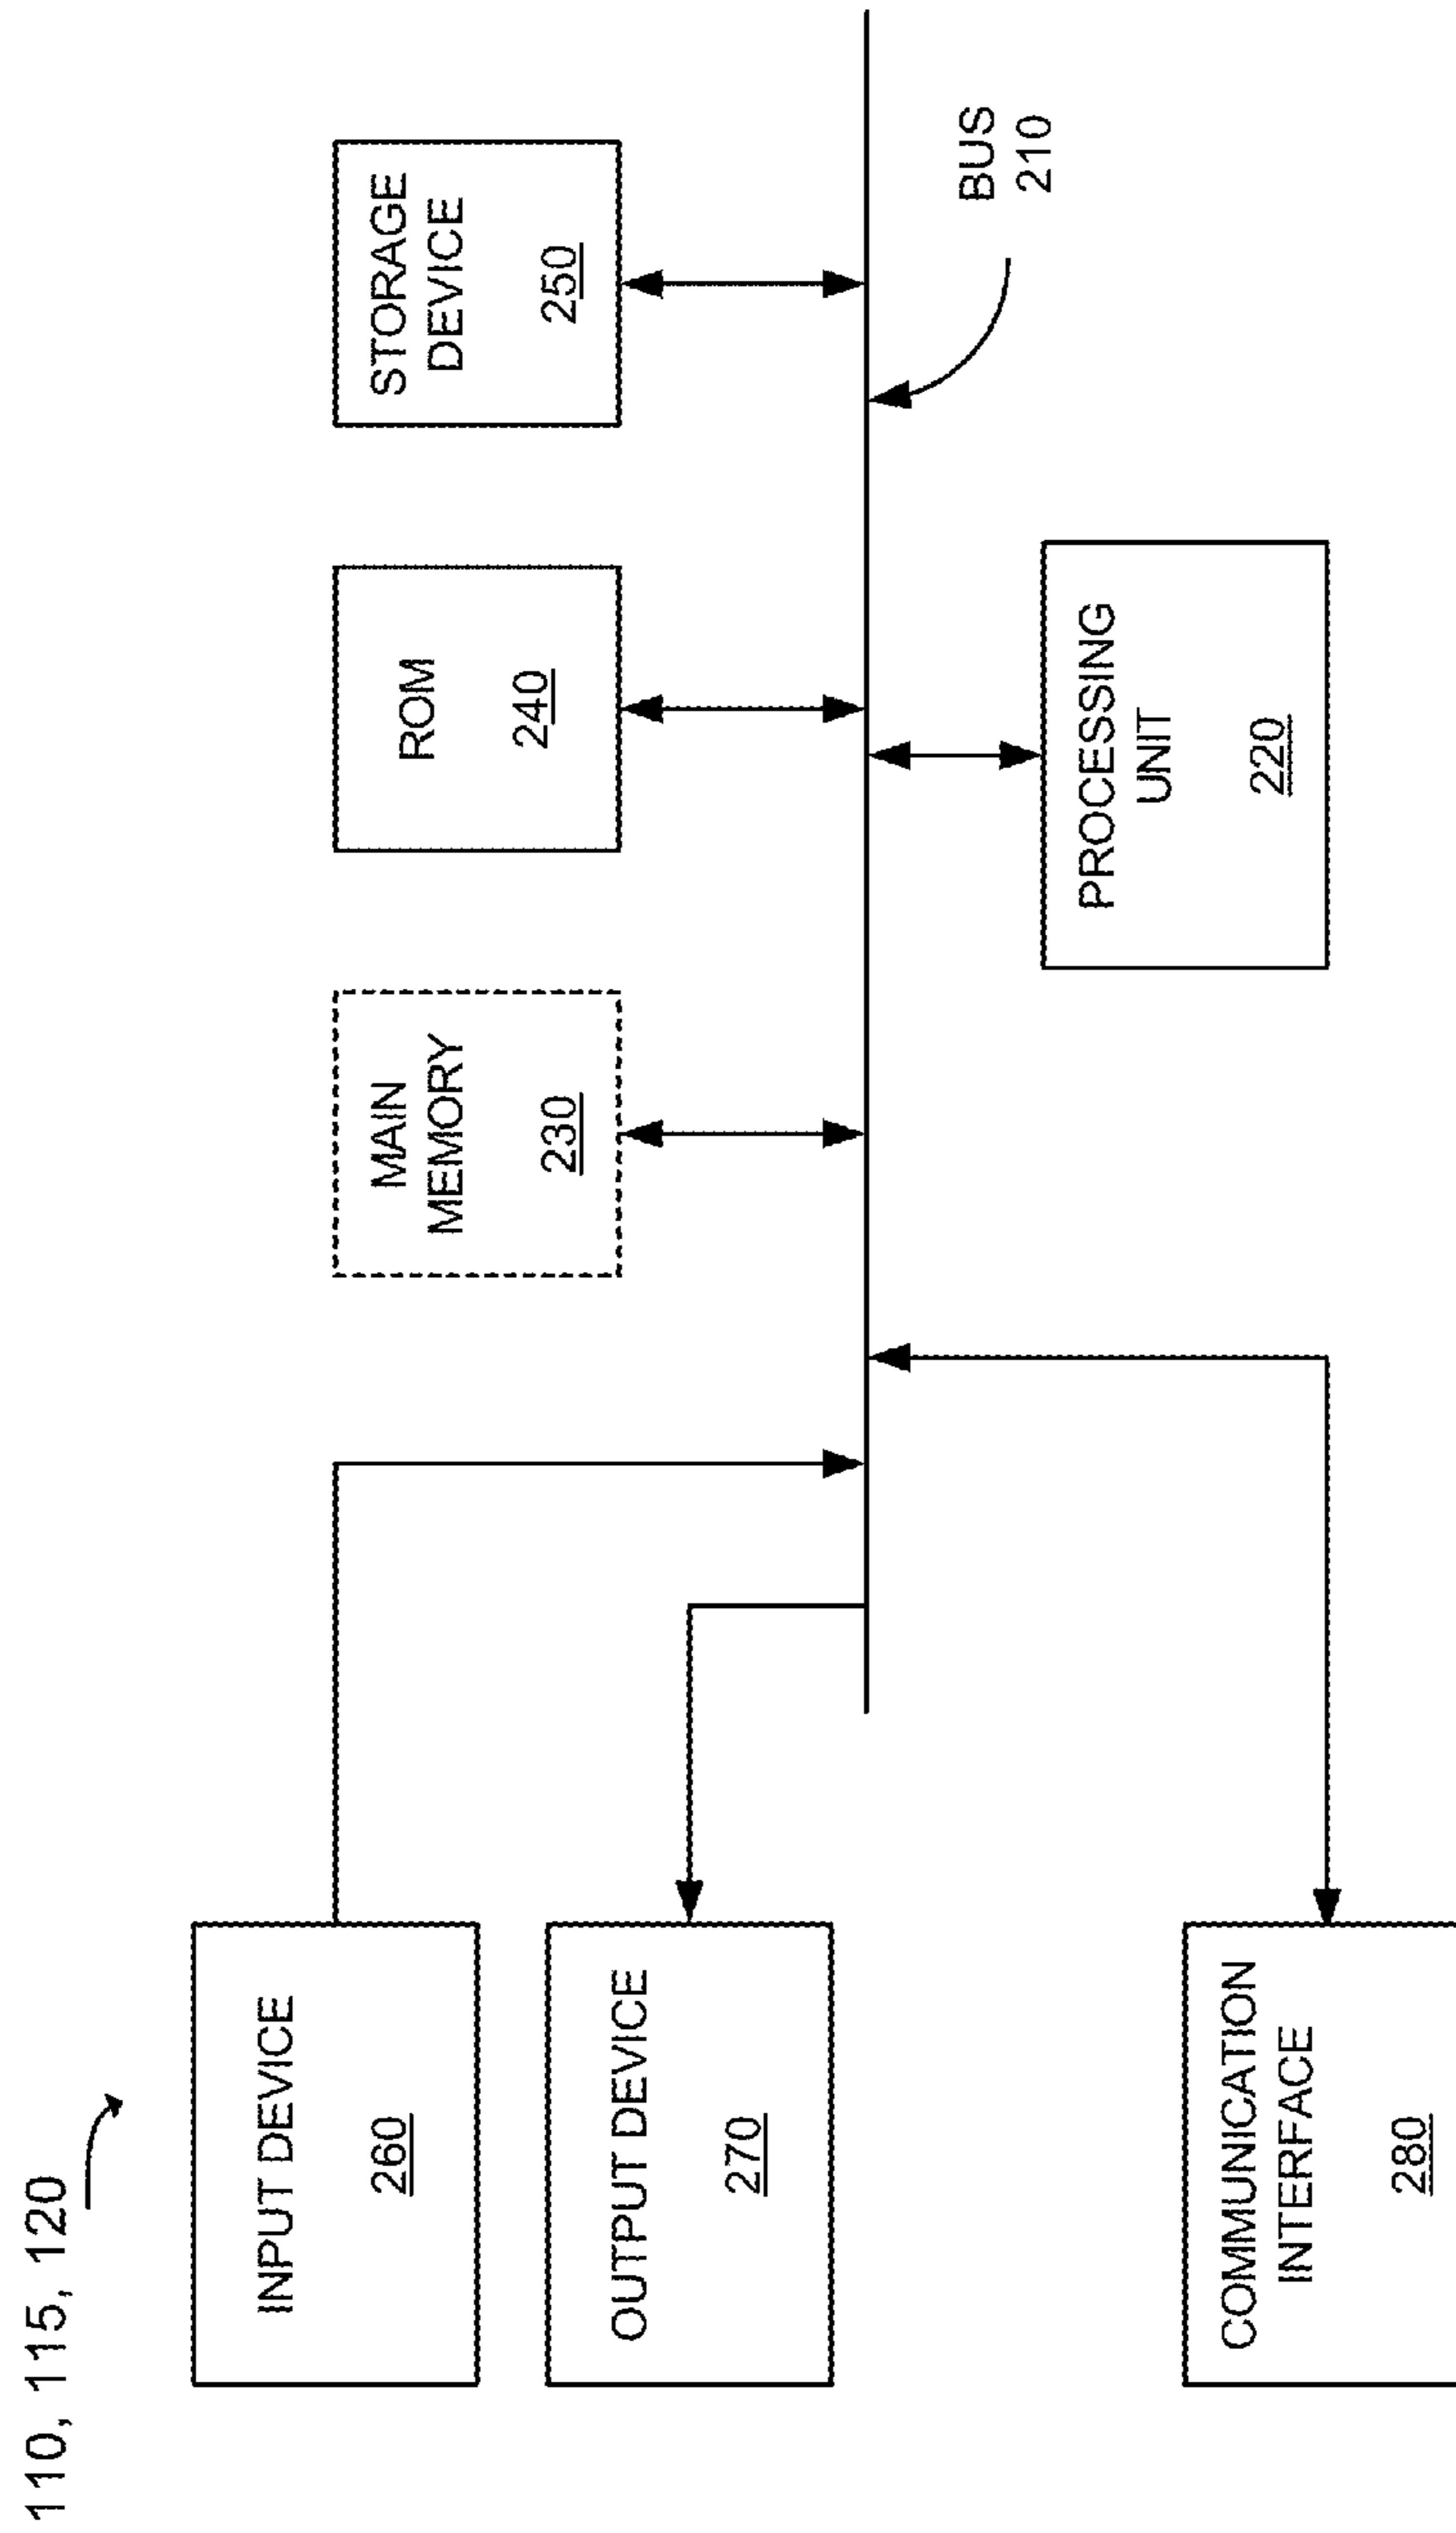 110, 115, 120
INPUT DEVICE
260
OUTPUT DEVICE
270
COMMUNICATION
INTERFACE
280
MAIN
MEMORY
230
ROM
240
STORAGE
DEVICE
250
PROCESSING
UNIT
220
BUS
210